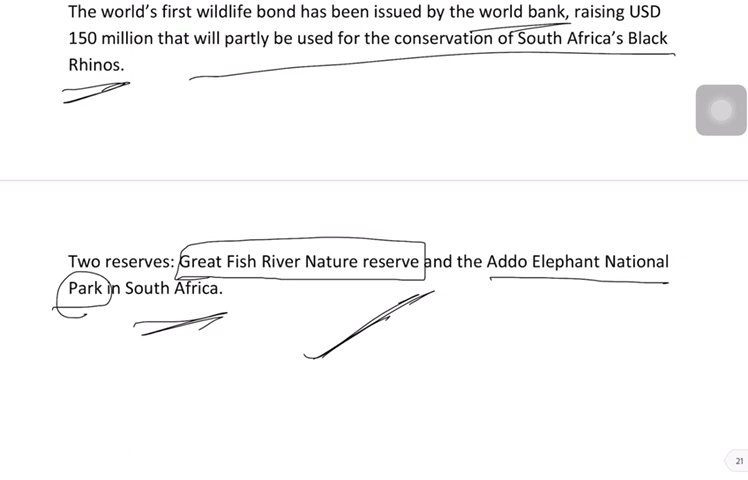 The world’s first wildlife bond has been issued by the world bank, raising USD
150 million that will partly be used for the conservation of South Africa’s Black
Rhinos.
Two reserves: Great Fish River Nature reserve and the Addo Elephant National
Park in South Africa.
21